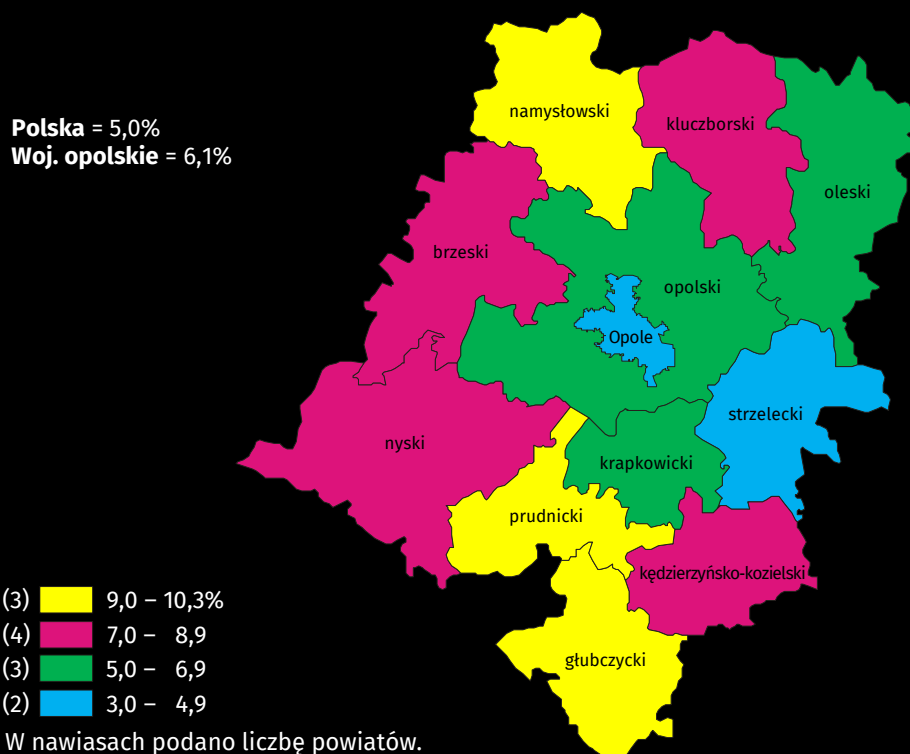 Polska = 5,0%
Woj. opolskie = 6,1%
namysłowski
kluczborski
oleski
brzeski
opolski
Opole
strzelecki
nyski
krapkowicki
prudnicki
kędzierzyńsko-kozielski
głubczycki
(3) 9,0 – 10,3%
(4) 7,0 – 8,9
(3) 5,0 – 6,9
(2) 3,0 – 4,9
W nawiasach podano liczbę powiatów.